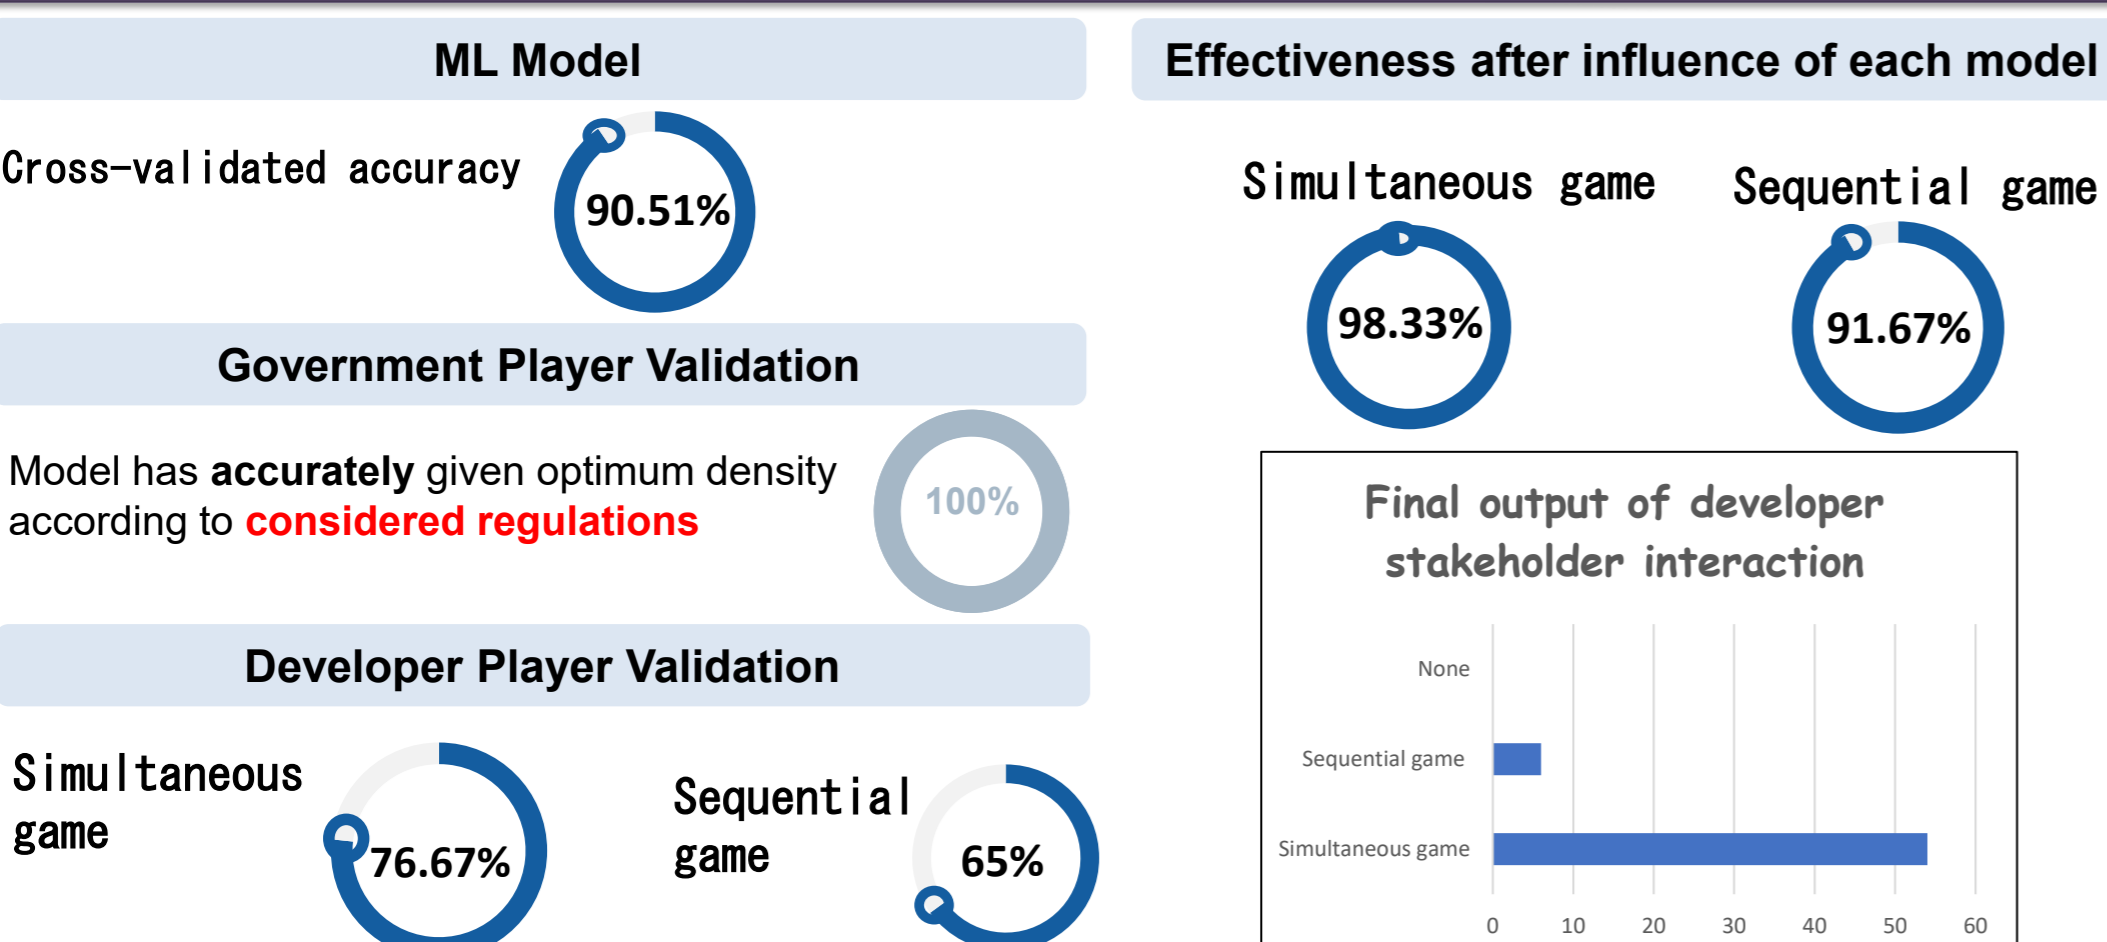 ML Model
Cross-validated accuracy
90.51%
Government Player Validation
Model has accurately given optimum density
according to considered regulations
100%
Developer Player Validation
Simultaneous
game
76.67%
Sequential
game
65%
Effectiveness after influence of each model
Simultaneous game
98.33%
Sequential game
91.67%
Final output of developer
stakeholder interaction
None
Sequential game
Simultaneous game
0 10 20 30 40 50 60